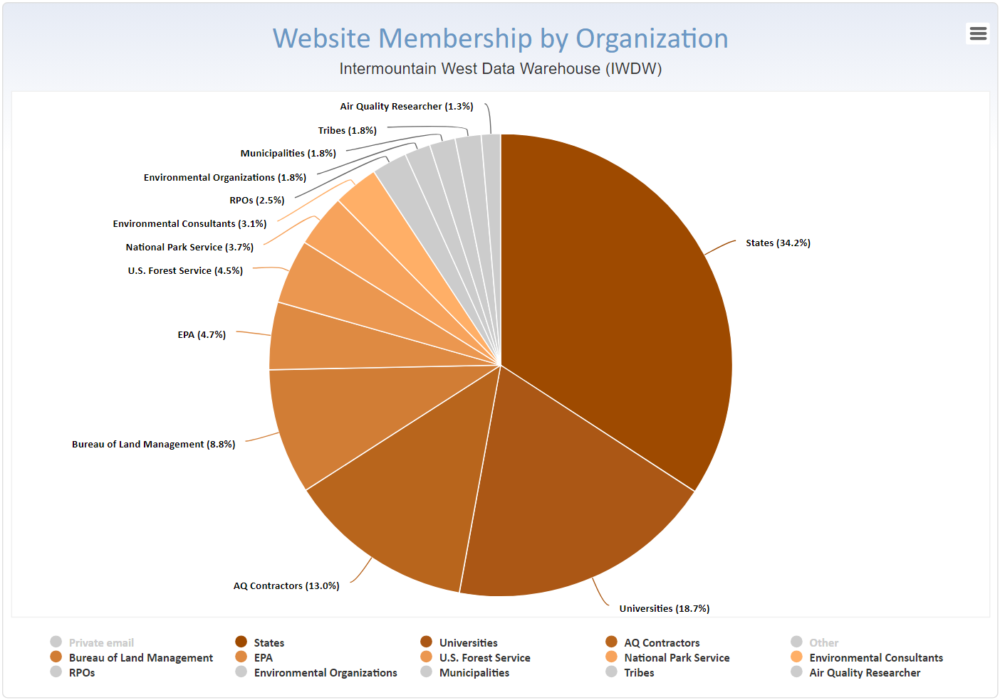 Website Membership by Organization
Intermountain West Data Warehouse (IWDW)
Air Quality Researcher (1.3%)
Tribes (1.8%)
Municipalities (1.8%)
Environmental Organizations (1.8%)
RPOs (2.5%)
Environmental Consultants (3.1%)
States (34.2%)
National Park Service (3.7%)
U.S. Forest Service (4.5%)
EPA (4.7%)
Bureau of Land Management (8.8%)
AQ Contractors (13.0%)
Universities (18.7%)
Private email States Universities AQ Contractors Other
Bureau of Land Management EPA U.S. Forest Service National Park Service Environmental Consultants
RPOs Environmental Organizations Municipalities Tribes Air Quality Researcher